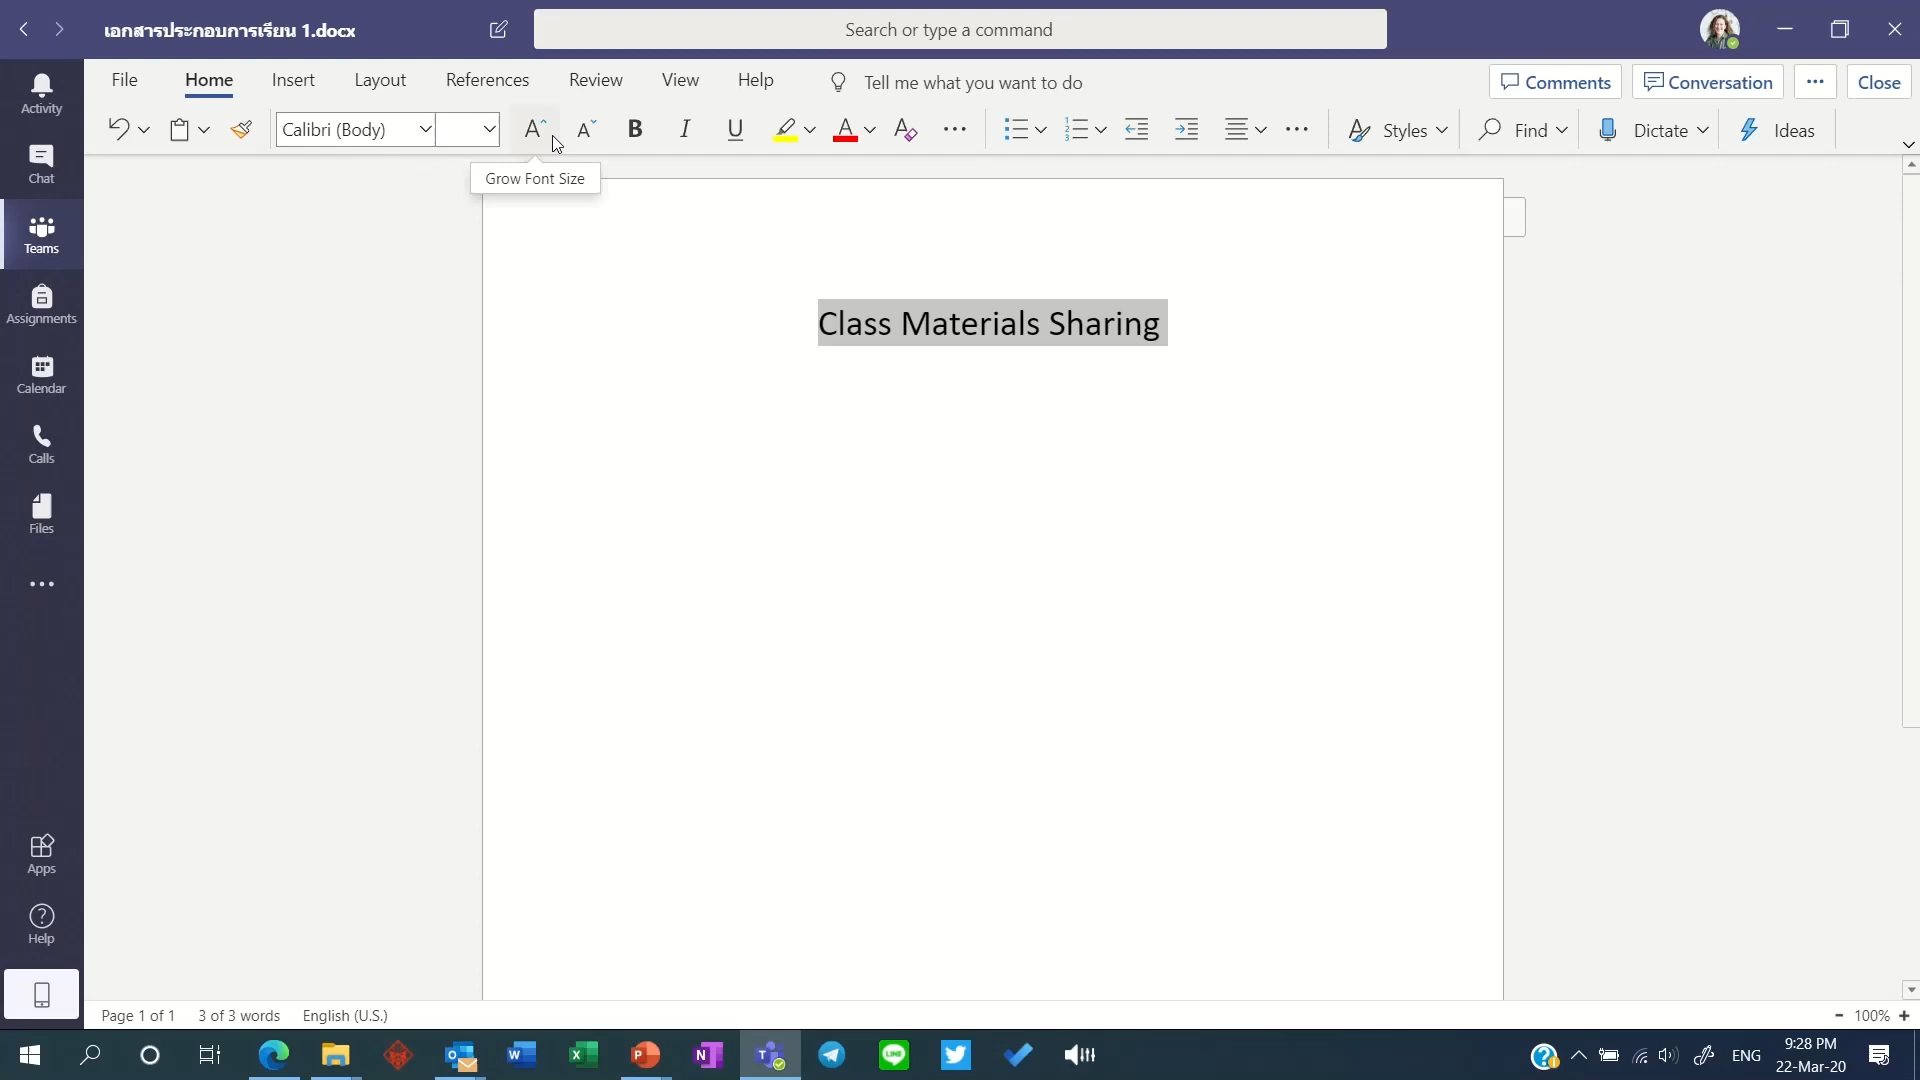 เอกสารประกอบการเรียน 1.docx
Search or type a command
File Home Insert Layout References Review View Help Tell me what you want to do
Comments Conversation Close
Calibri (Body)
Styles Find Dictate Ideas
Grow Font Size
Activity
Chat
Teams
Assignments
Calendar
Calls
Files
Apps
Help
Class Materials Sharing
Page 1 of 1 3 of 3 words English (U.S.)
- 100% +
ENG
9:28 PM
22-Mar-20